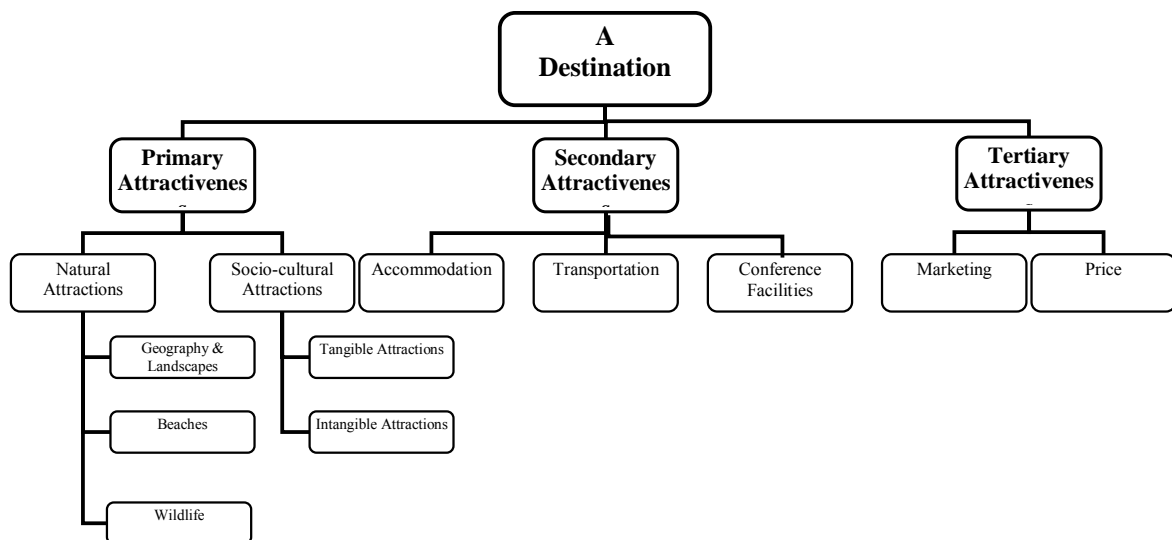 A
Destination
Primary
Attractivenes
Secondary
Attractivenes
Tertiary
Attractivenes
Natural
Attractions
Socio-cultural
Attractions
Accommodation
Transportation
Conference
Facilities
Marketing
Price
Geography &
Landscapes
Tangible Attractions
Beaches
Intangible Attractions
Wildlife